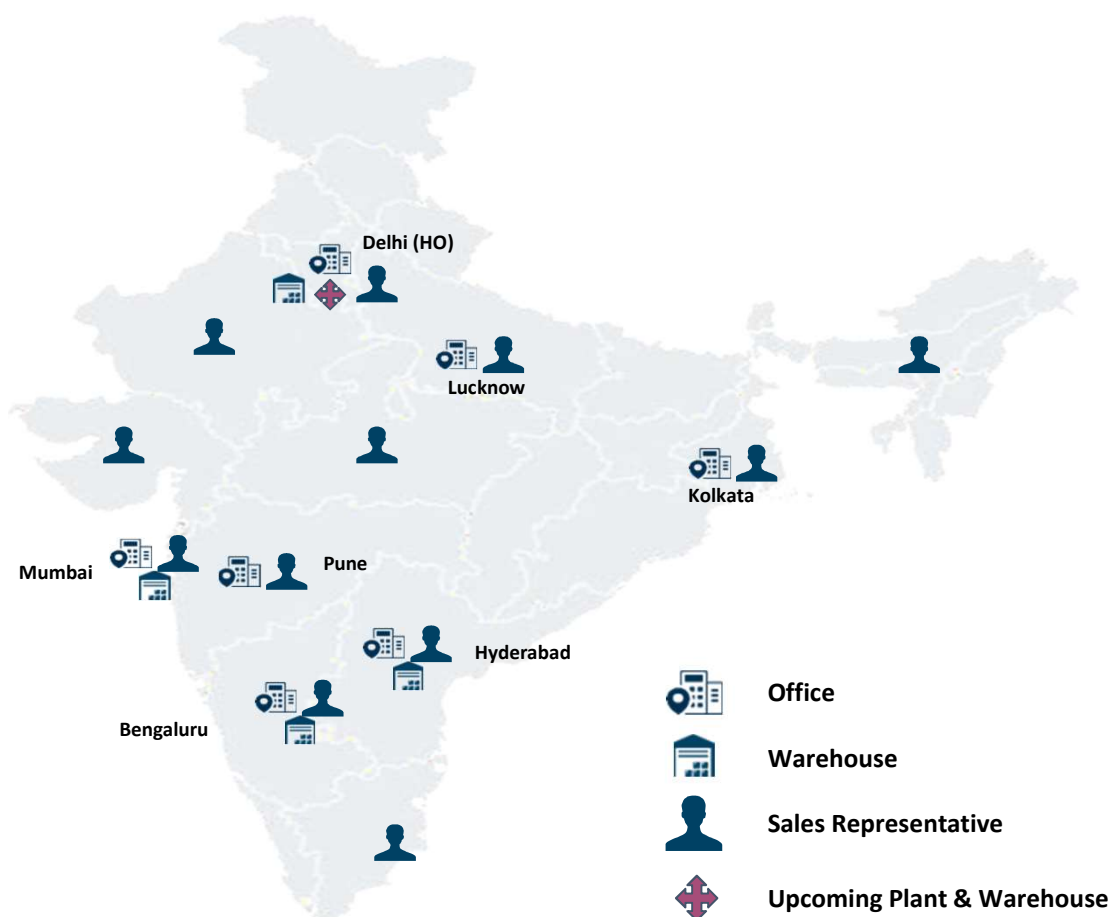 Delhi (HO)
Lucknow
Kolkata
Mumbai
Pune
Hyderabad
Bengaluru
Office
Warehouse
Sales Representative
Upcoming Plant & Warehouse